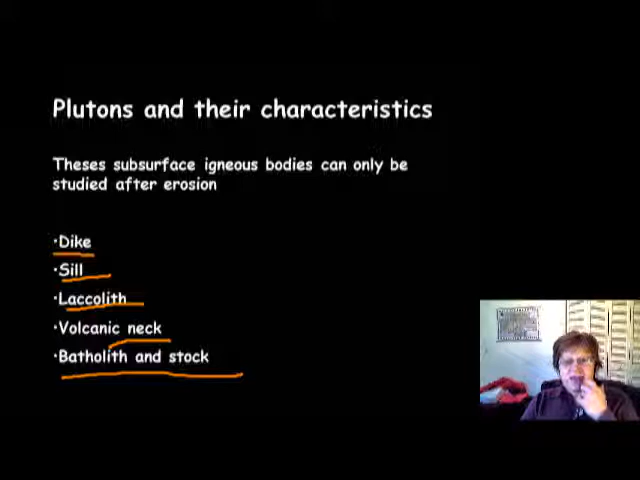 Plutons and their characteristics
Theses subsurface igneous bodies can only be
studied after erosion
·Dike
·Sill
·Laccolith
·Volcanic neck
·Batholith and stock